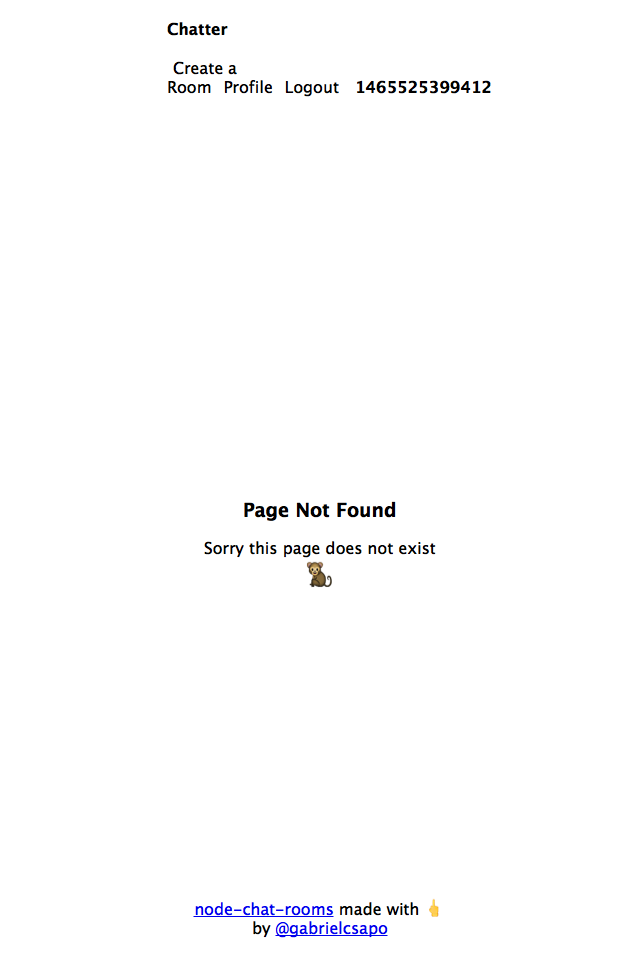 Chatter
Create a
Room Profile Logout 1465525399412
Page Not Found
Sorry this page does not exist
🐒
node-chat-rooms made with 👆
by @gabrielcsapo